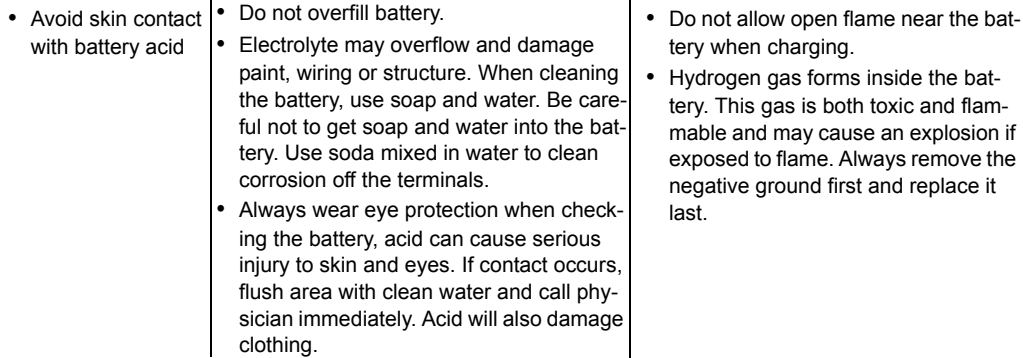 • Avoid skin contact
with battery acid
• Do not overfill battery.
• Electrolyte may overflow and damage
paint, wiring or structure. When cleaning
the battery, use soap and water. Be care-
ful not to get soap and water into the bat-
tery. Use soda mixed in water to clean
corrosion off the terminals.
• Always wear eye protection when check-
ing the battery, acid can cause serious
injury to skin and eyes. If contact occurs,
flush area with clean water and call phy-
sician immediately. Acid will also damage
clothing.
• Do not allow open flame near the bat-
tery when charging.
• Hydrogen gas forms inside the bat-
tery. This gas is both toxic and flam-
mable and may cause an explosion if
exposed to flame. Always remove the
negative ground first and replace it
last.